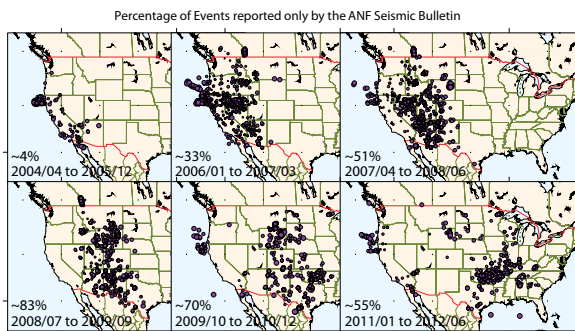 Percentage of Events reported only by the ANF Seismic Bulletin
~4%
2004/04 to 2005/12
~33%
2006/01 to 2007/03
~51%
2007/04 to 2008/06
~83%
2008/07 to 2009/09
~70%
2009/10 to 2010/12
~55%
2011/01 to 2012/06